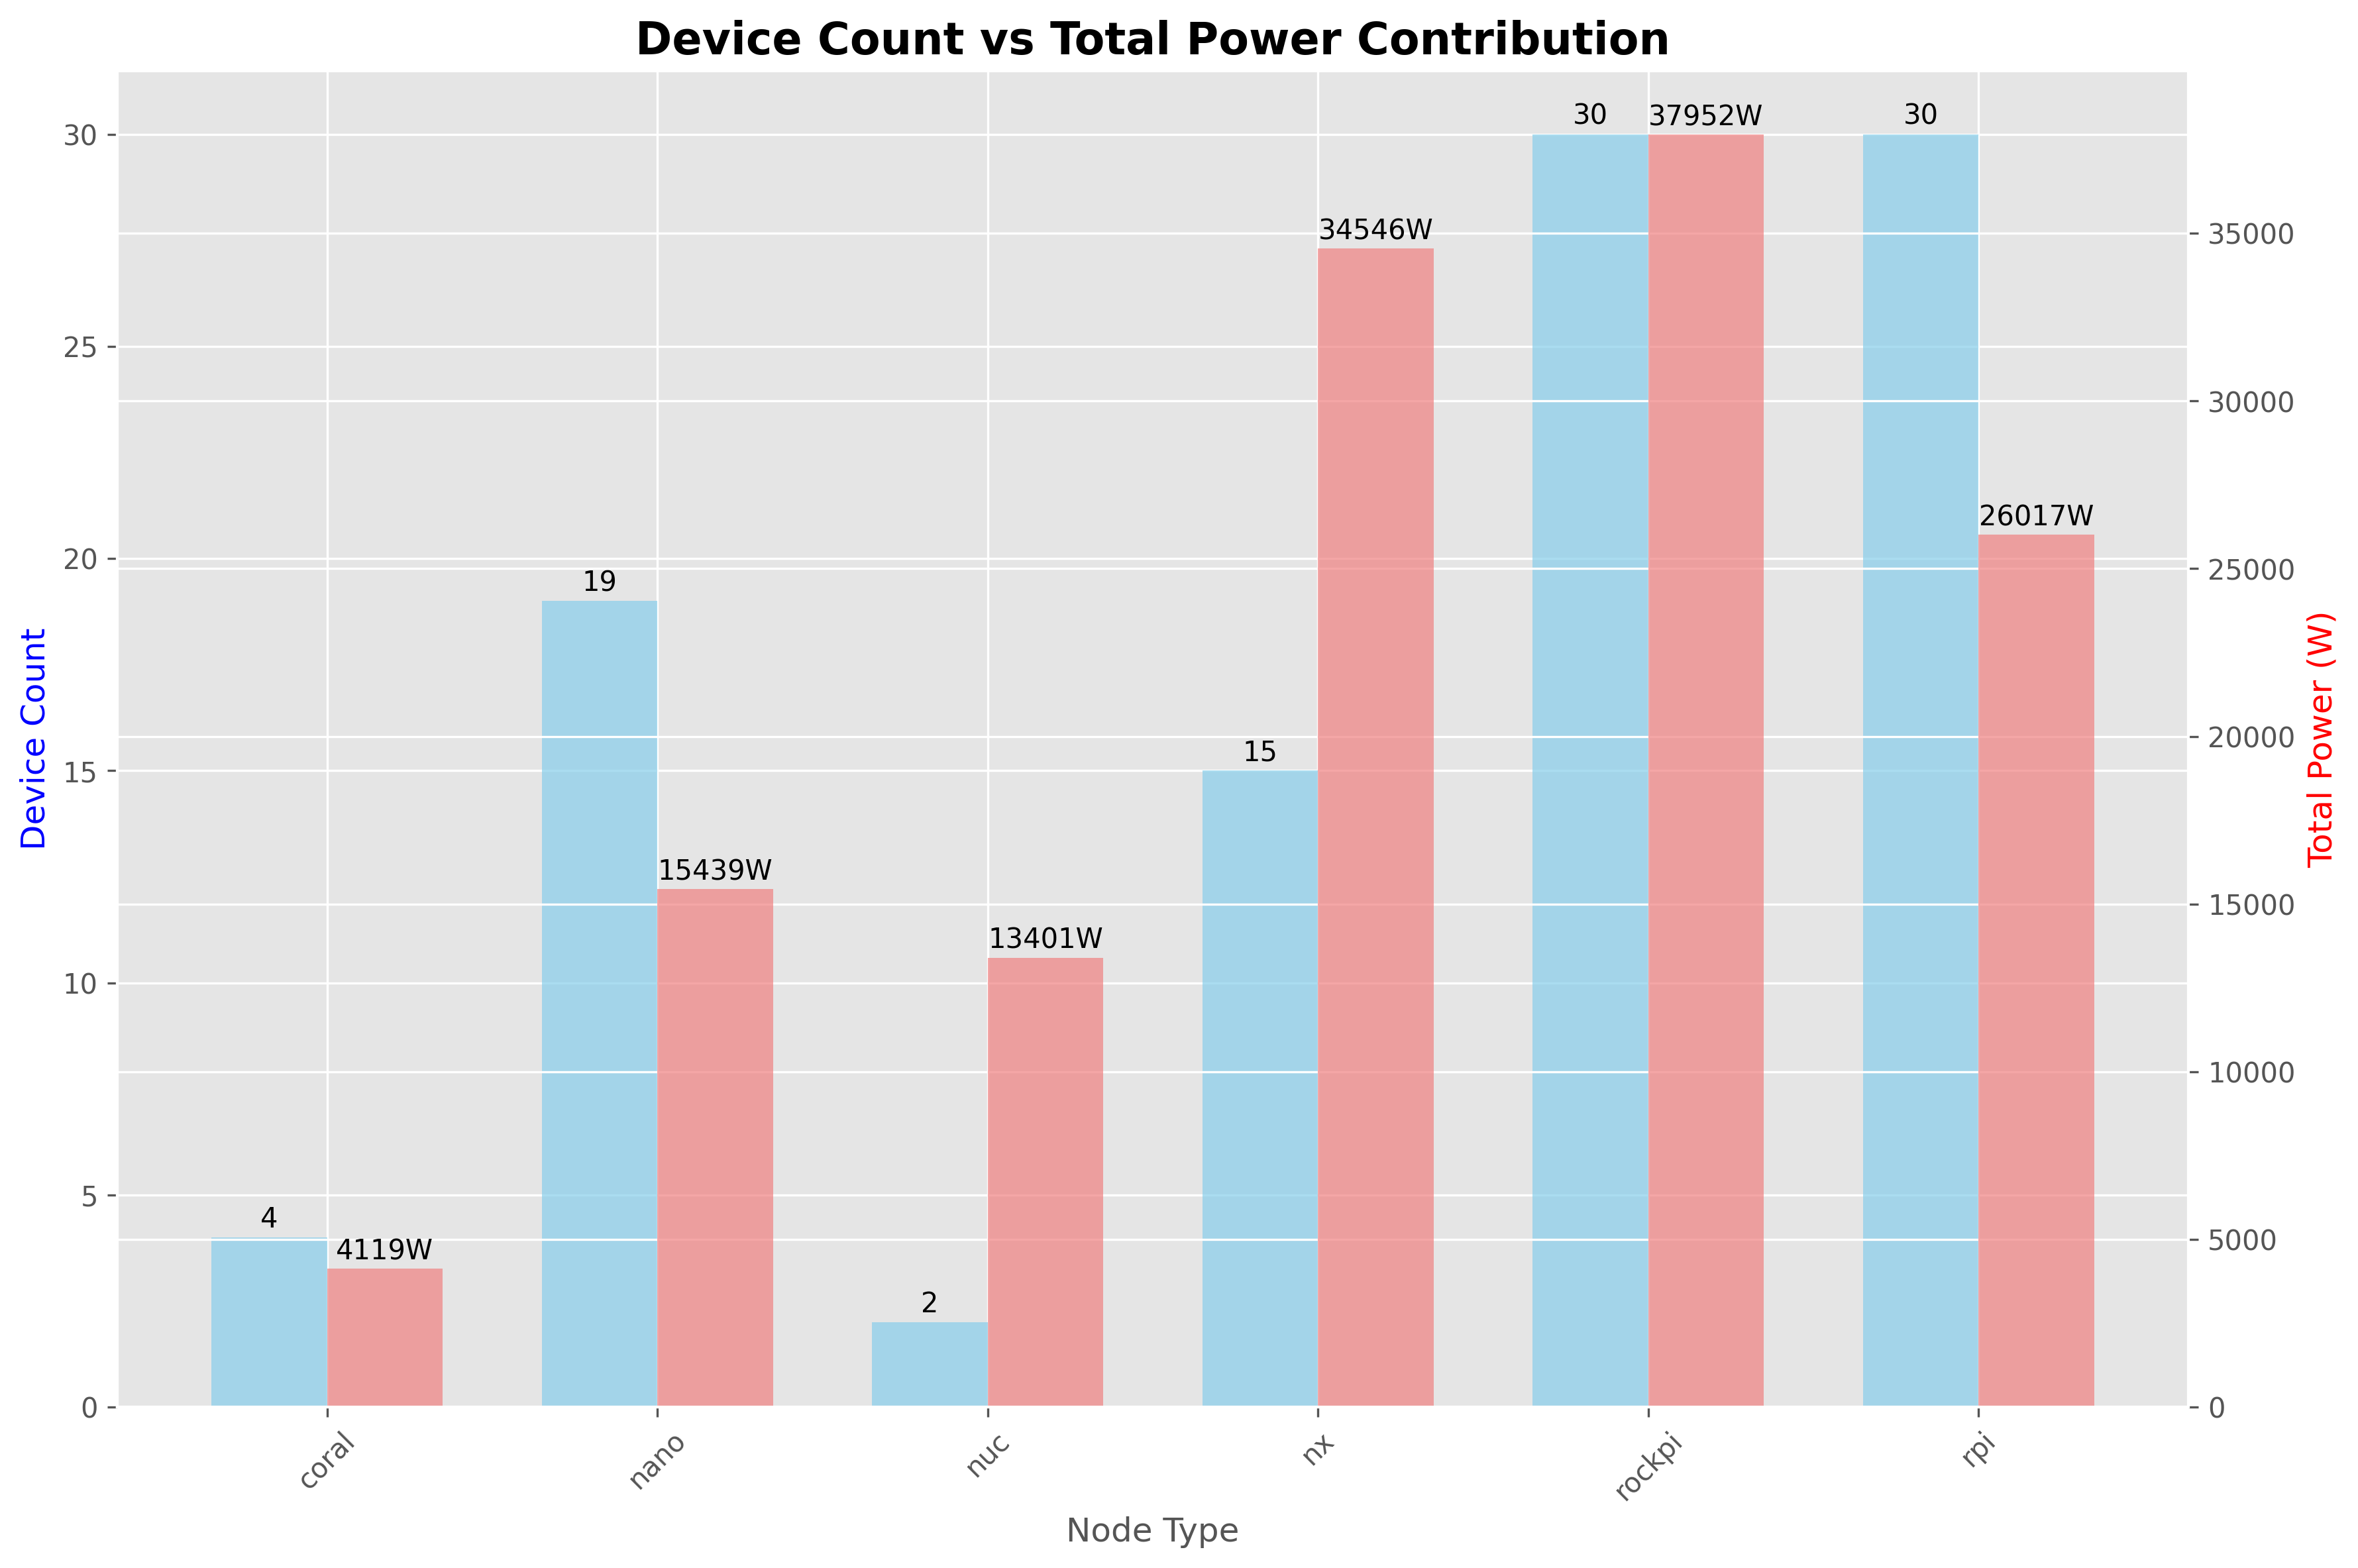 Device Count vs Total Power Contribution
30
25
20
15
10
5
0
Device Count
35000
30000
25000
20000
15000
10000
5000
0
Total Power (W)
4
4119W
19
15439W
2
13401W
15
34546W
30
37952W
30
26017W
coral
nano
nuc
nx
rockpi
rpi
Node Type